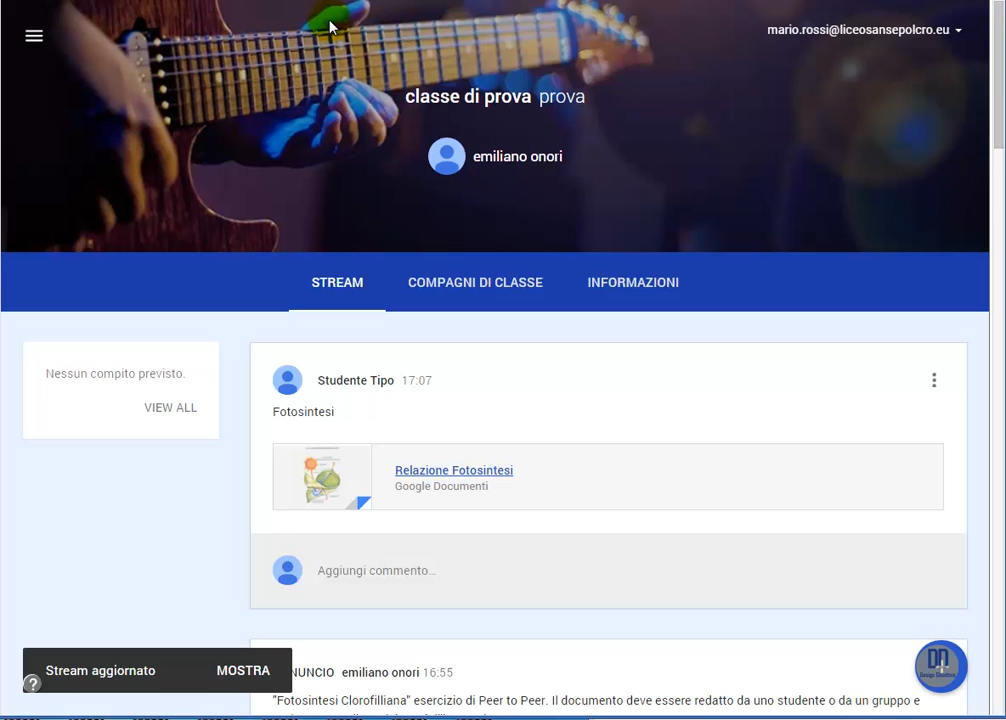 mario.rossi@liceosansepolcro.eu
classe di prova prova
emiliano onori
STREAM
COMPAGNI DI CLASSE
INFORMAZIONI
Nessun compito previsto.
VIEW ALL
Studente Tipo 17:07
Fotosintesi
Relazione Fotosintesi
Google Documenti
Aggiungi commento...
Stream aggiornato MOSTRA
?
NUNCIO emiliano onori 16:55
"Fotosintesi Clorofilliana" esercizio di Peer to Peer. Il documento deve essere redatto da uno studente o da un gruppo e